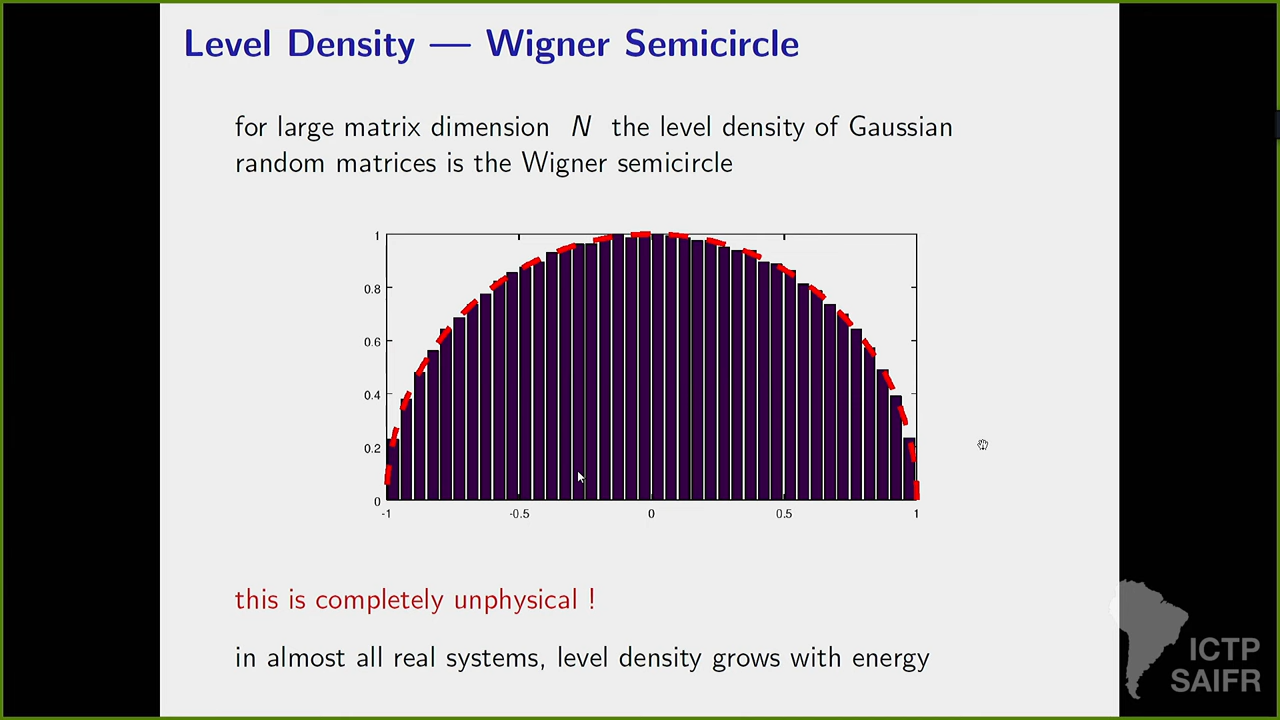 Level Density — Wigner Semicircle
for large matrix dimension N the level density of Gaussian
random matrices is the Wigner semicircle
1
0.8
0.6
0.4
0.2
0
-1 -0.5 0 0.5 1
this is completely unphysical !
in almost all real systems, level density grows with energy
ICTP
SAIFR